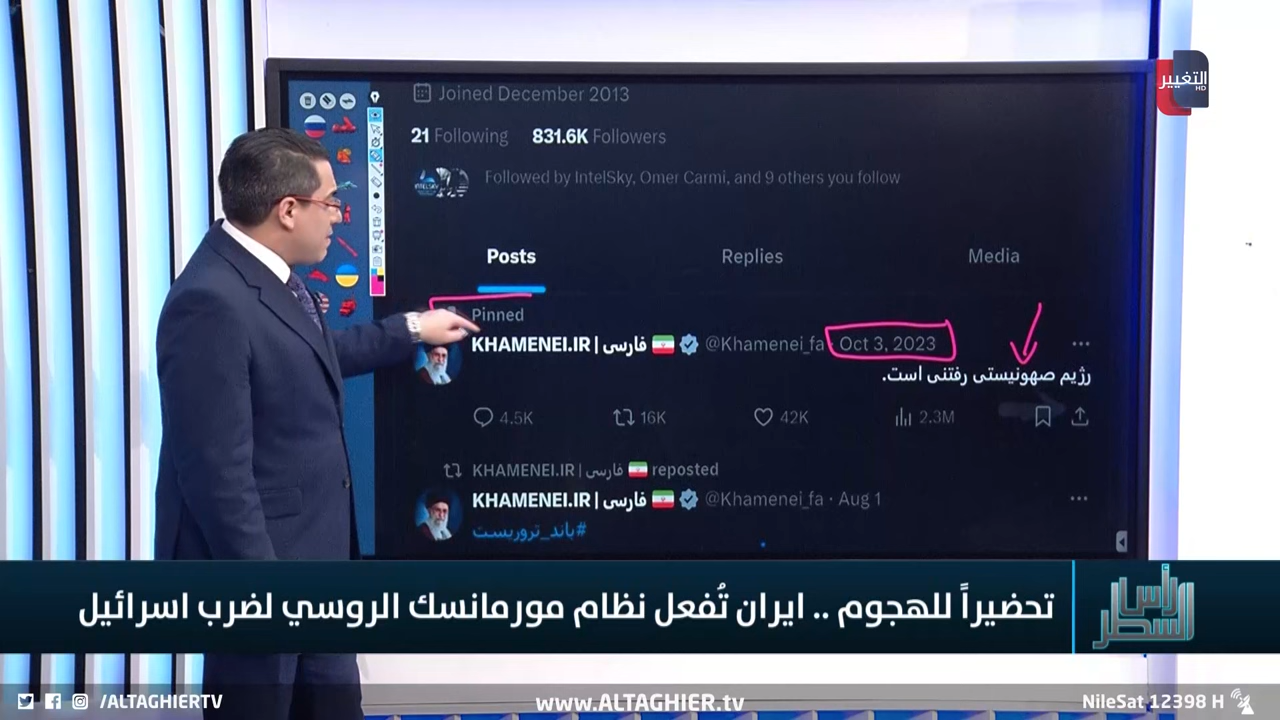 التغيير
HD
Joined December 2013
21 Following 831.6K Followers
INTELSKY
Followed by IntelSky, Omer Carmi, and 9 others you follow
Posts Replies Media
Pinned
KHAMENEI.IR | فارسی @Khamenei_fa · Oct 3, 2023
رژیم صهونیستی رفتنی است.
4.5K 16K 42K 2.3M
KHAMENEI.IR | فارسی reposted
KHAMENEI.IR | فارسی @Khamenei_fa · Aug 1
#باند_تروریست
تحضيراً للهجوم .. ايران تُفعل نظام مورمانسك الروسي لضرب اسرائيل
رأس السطر
/ALTAGHIERTV www.ALTAGHIER.tv NileSat 12398 H